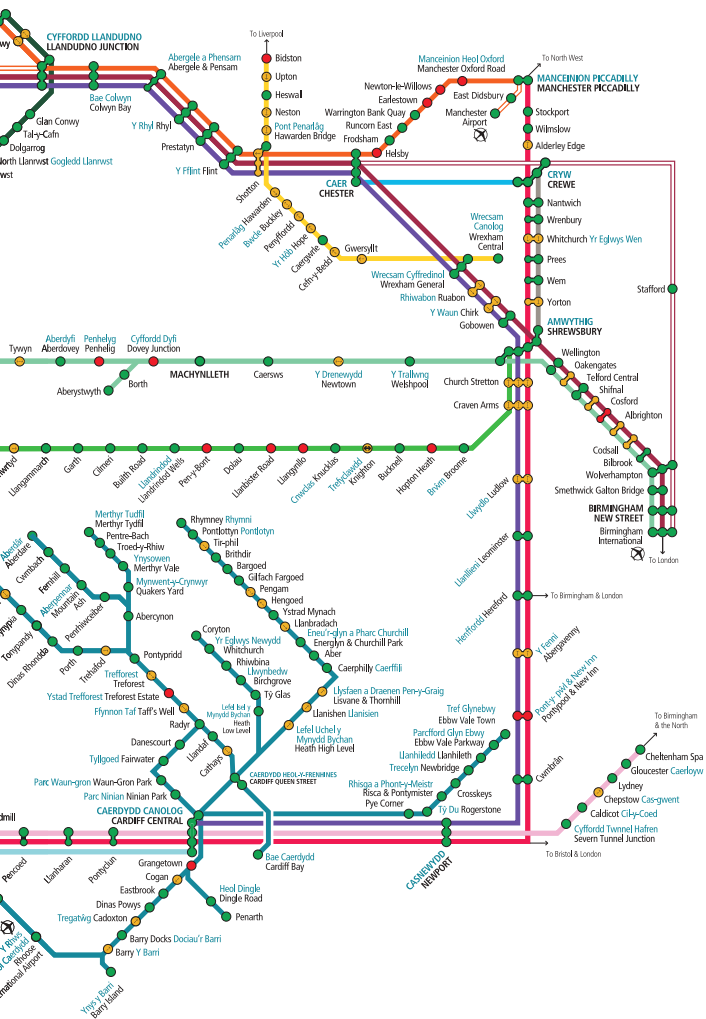 To Liverpool
CYFFORDD LLANDUDNO
LLANDUDNO JUNCTION
Abergele a Phensarn
Abergele & Pensarn
Bae Colwyn
Colwyn Bay
Glan Conwy
Tal-y-Cafn
Dolgarrog
North Llanrwst Gogledd Llanrwst
Y Rhyl Rhyl
Prestatyn
Y Fflint Flint
Shotton
Bidston
Upton
Heswall
Neston
Pont Penarlâg
Hawarden Bridge
Penarlâg Hawarden
Bwcle Buckley
Penyffordd
Yr Hôb Hope
Caergwrle
Cefn-y-Bedd
Gwersyllt
Wrecsam
Canolog
Wrexham
Central
Manceinion Heol Oxford
Manchester Oxford Road
Newton-le-Willows
Earlestown
Warrington Bank Quay
Runcorn East
Frodsham
Helsby
CAER
CHESTER
To North West
MANCEINION PICCADILLY
MANCHESTER PICCADILLY
East Didsbury
Manchester
Airport
Stockport
Wilmslow
Alderley Edge
CRYW
CREWE
Nantwich
Wrenbury
Whitchurch Yr Eglwys Wen
Prees
Wem
Yorton
AMWYTHIG
SHREWSBURY
Stafford
Wrecsam Cyffredinol
Wrexham General
Rhiwabon Ruabon
Y Waun Chirk
Gobowen
Tywyn
Aberdyfi
Aberdovey
Penhelyg
Penhelig
Cyffordd Dyfi
Dovey Junction
Borth
Aberystwyth
MACHYNLLETH
Caersws
Y Drenewydd
Newtown
Y Trallwng
Welshpool
Church Stretton
Craven Arms
Wellington
Oakengates
Telford Central
Shifnal
Cosford
Albrighton
Codsall
Bilbrook
Wolverhampton
Smethwick Galton Bridge
BIRMINGHAM
NEW STREET
Birmingham
International
To London
Llangammarch
Garth
Cilmeri
Builth Road
Llandrindod
Llandrindod Wells
Pen-y-Bont
Dolau
Llanbister Road
Llangynllo
Cnwclas Knucklas
Trefyclawdd
Knighton
Bucknell
Hopton Heath
Brvirn Broome
Llwydlo Ludlow
Llanllieni Leominster
Henffordd Hereford
To Birmingham & London
Y Fenni
Abergavenny
Pont-y-pŵl & New Inn
Pontypool & New Inn
Cwmbrân
Aberdâr
Aberdare
Cwmbach
Fernhill
Aberpennar
Mountain
Ash
Penrhiwceiber
Merthyr Tudfil
Merthyr Tydfil
Pentre-Bach
Troed-y-Rhiw
Ynysowen
Merthyr Vale
Mynwent-y-Crynwyr
Quakers Yard
Abercynon
Tonypandy
Dinas Rhondda
Porth
Trehafod
Pontypridd
Trefforest
Treforest
Ystad Trefforest Treforest Estate
Ffynnon Taf Taff's Well
Radyr
Danescourt
Tyllgoed Fairwater
Parc Waun-gron Waun-Gron Park
Parc Ninian Ninian Park
Llandaf
Cathays
Rhymney Rhymni
Pontlottyn Pontlotyn
Tir-phil
Brithdir
Bargoed
Gilfach Fargoed
Pengam
Hengoed
Ystrad Mynach
Llanbradach
Eneu'r-glyn a Pharc Churchill
Energlyn & Churchill Park
Aber
Caerphilly Caerffili
Llysfaen a Draenen Pen-y-Graig
Lisvane & Thornhill
Llanishen Llanisien
Lefel Uchel y
Mynydd Bychan
Heath High Level
Coryton
Yr Eglwys Newydd
Whitchurch
Rhiwbina
Llwynbedw
Birchgrove
Tŷ Glas
Lefel Isel y
Mynydd Bychan
Heath
Low Level
CAERDYDD HEOL-Y-FRENHINES
CARDIFF QUEEN STREET
CAERDYDD CANOLOG
CARDIFF CENTRAL
Bae Caerdydd
Cardiff Bay
Tref Glynebwy
Ebbw Vale Town
Parcffordd Glyn Ebwy
Ebbw Vale Parkway
Llanhiledd Llanhileth
Trecelyn Newbridge
Rhisga a Phont-y-Meistr
Risca & Pontymister
Crosskeys
Pye Corner
Tŷ Du Rogerstone
CASNEWYDD
NEWPORT
To Birmingham
& the North
Cheltenham Spa
Gloucester Caerloyw
Lydney
Chepstow Cas-gwent
Caldicot Cil-y-Coed
Cyffordd Twnnel Hafren
Severn Tunnel Junction
To Bristol & London
Pencoed
Llanharan
Pontyclun
Grangetown
Cogan
Eastbrook
Dinas Powys
Tregatŵg Cadoxton
Barry Docks Dociau'r Barri
Barry Y Barri
Ynys y Barri
Barry Island
Heol Dingle
Dingle Road
Penarth
Y Rhws
Rhoose